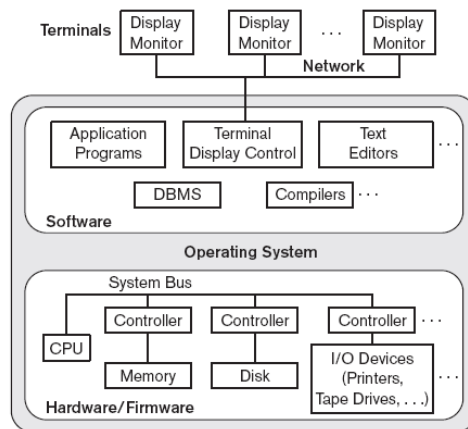 Terminals
Display Monitor
Display Monitor
. . .
Display Monitor
Network
Application Programs
Terminal Display Control
Text Editors
. . .
DBMS
Compilers
. . .
Software
Operating System
System Bus
CPU
Controller
Controller
Controller
. . .
Memory
Disk
I/O Devices
(Printers,
Tape Drives, . . .)
. . .
Hardware/Firmware